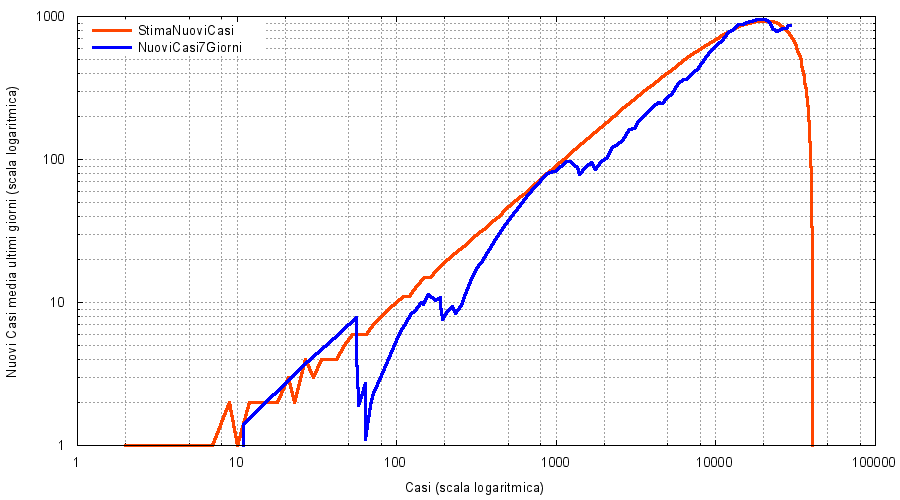 1000
StimaNuoviCasi
NuoviCasi7Giorni
100
10
1
1 10 100 1000 10000 100000
Nuovi Casi media ultimi giorni (scala logaritmica)
Casi (scala logaritmica)